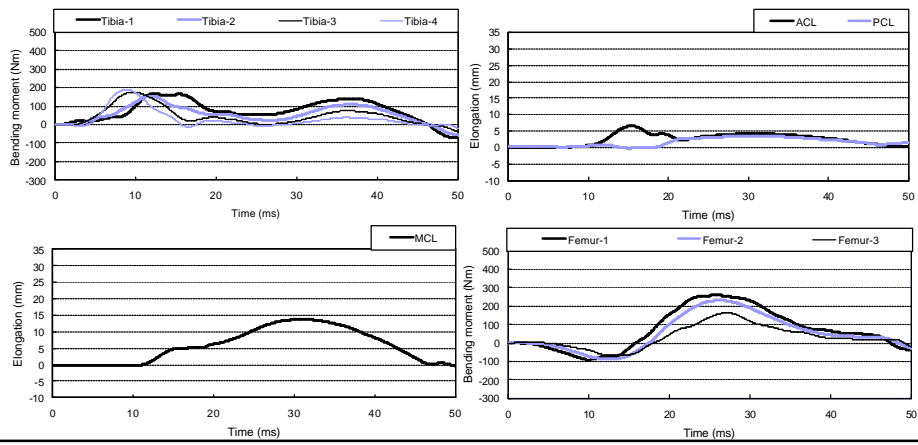 Tibia-1 Tibia-2 Tibia-3 Tibia-4
Bending moment (Nm)
500
400
300
200
100
0
-100
-200
-300
0 10 20 30 40 50
Time (ms)
ACL PCL
Elongation (mm)
35
30
25
20
15
10
5
0
-5
-10
0 10 20 30 40 50
Time (ms)
MCL
Elongation (mm)
35
30
25
20
15
10
5
0
-5
-10
0 10 20 30 40 50
Time (ms)
Femur-1 Femur-2 Femur-3
Bending moment (Nm)
500
400
300
200
100
0
-100
-200
-300
0 10 20 30 40 50
Time (ms)